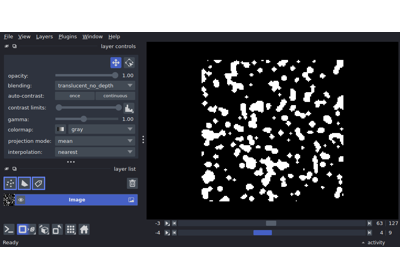 File View Layers Plugins Window Help
layer controls
opacity: 1.00
blending: translucent_no_depth
auto-contrast: once continuous
contrast limits:
gamma: 1.00
colormap: gray
projection mode: mean
interpolation: nearest
layer list
Image
-3 63 127
-4 4 9
Ready activity